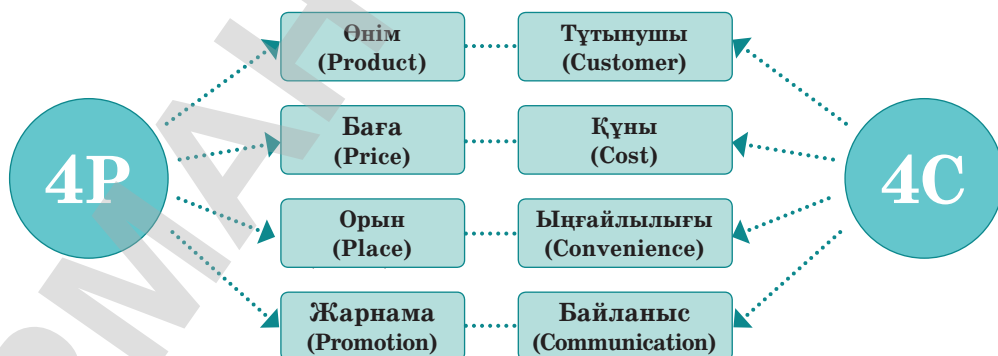 4P
Өнім
(Product)
Тұтынушы
(Customer)
Баға
(Price)
Құны
(Cost)
Орын
(Place)
Ыңғайлылығы
(Convenience)
Жарнама
(Promotion)
Байланыс
(Communication)
4C